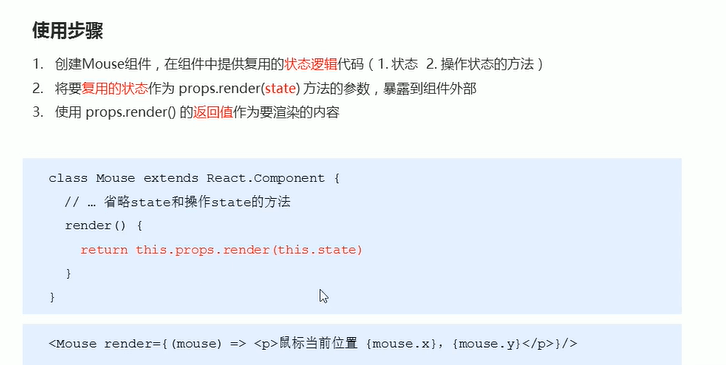 使用步骤
1. 创建Mouse组件，在组件中提供复用的状态逻辑代码（1. 状态 2. 操作状态的方法）
2. 将要复用的状态作为 props.render(state) 方法的参数，暴露到组件外部
3. 使用 props.render() 的返回值作为要渲染的内容
class Mouse extends React.Component {
// … 省略state和操作state的方法
render() {
return this.props.render(this.state)
}
}
<Mouse render={(mouse) => <p>鼠标当前位置 {mouse.x}，{mouse.y}</p>}/>